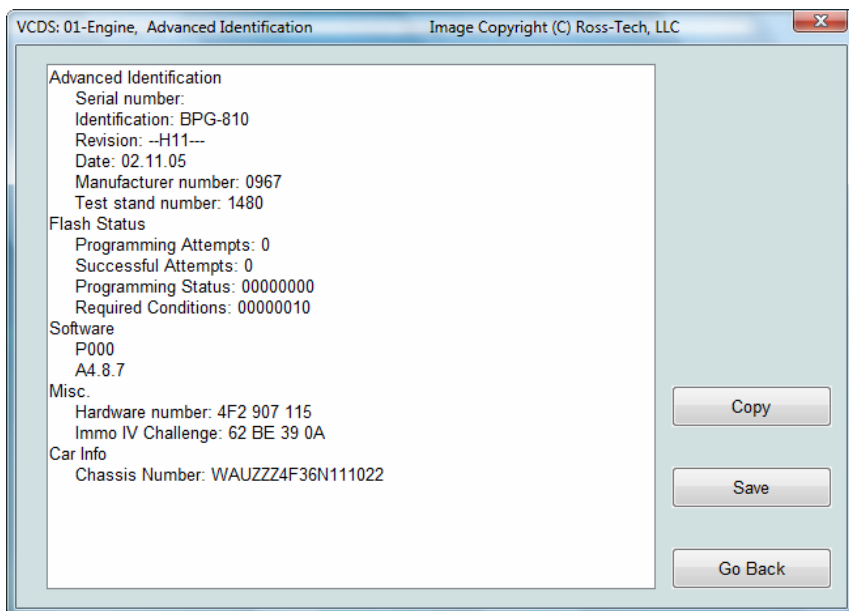 VCDS: 01-Engine,  Advanced Identification Image Copyright (C) Ross-Tech, LLC
Advanced Identification
Serial number:
Identification: BPG-810
Revision: --H11---
Date: 02.11.05
Manufacturer number: 0967
Test stand number: 1480
Flash Status
Programming Attempts: 0
Successful Attempts: 0
Programming Status: 00000000
Required Conditions: 00000010
Software
P000
A4.8.7
Misc.
Hardware number: 4F2 907 115
Immo IV Challenge: 62 BE 39 0A
Car Info
Chassis Number: WAUZZZ4F36N111022
Copy
Save
Go Back